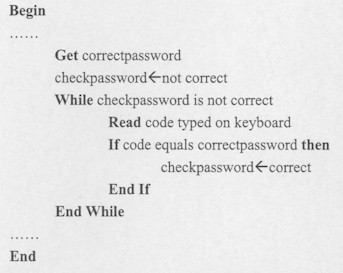 Begin
......
Get correctpassword
checkpassword←not correct
While checkpassword is not correct
Read code typed on keyboard
If code equals correctpassword then
checkpassword←correct
End If
End While
......
End